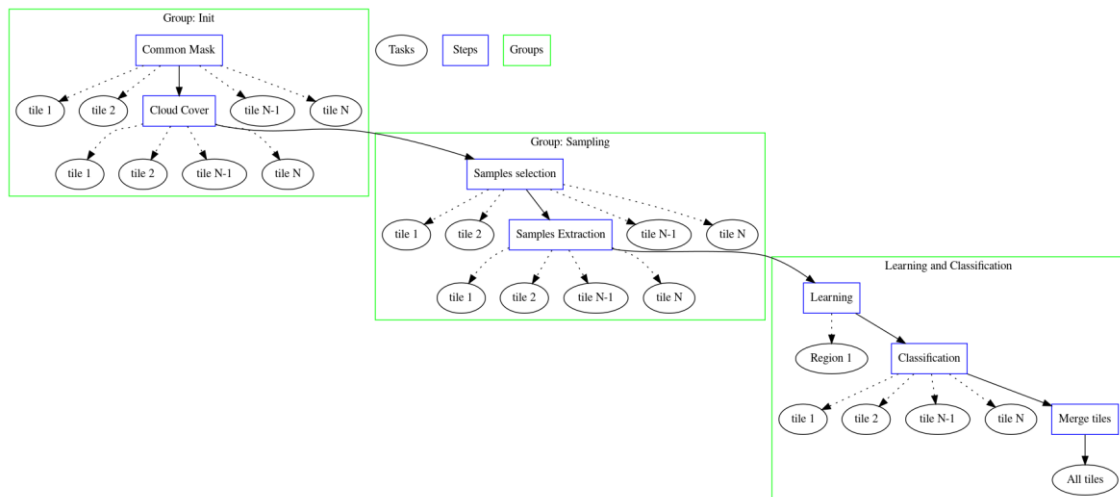 Group: Init
Common Mask
Tasks
Steps
Groups
tile 1
tile 2
Cloud Cover
tile N-1
tile N
tile 1
tile 2
tile N-1
tile N
Group: Sampling
Samples selection
tile 1
tile 2
Samples Extraction
tile N-1
tile N
tile 1
tile 2
tile N-1
tile N
Learning and Classification
Learning
Region 1
Classification
tile 1
tile 2
tile N-1
tile N
Merge tiles
All tiles